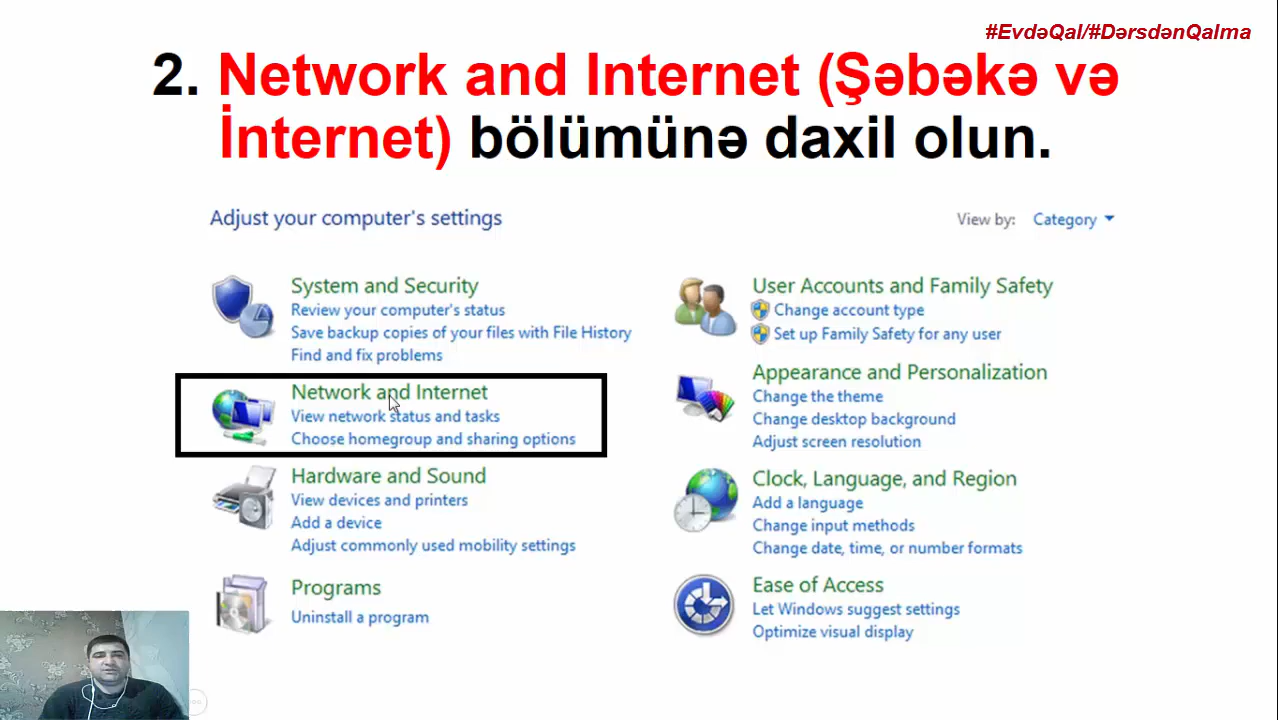 #EvdəQal/#DərsdənQalma
2. Network and Internet (Şəbəkə və
İnternet) bölümünə daxil olun.
Adjust your computer's settings
View by: Category
System and Security
Review your computer's status
Save backup copies of your files with File History
Find and fix problems
Network and Internet
View network status and tasks
Choose homegroup and sharing options
Hardware and Sound
View devices and printers
Add a device
Adjust commonly used mobility settings
Programs
Uninstall a program
User Accounts and Family Safety
Change account type
Set up Family Safety for any user
Appearance and Personalization
Change the theme
Change desktop background
Adjust screen resolution
Clock, Language, and Region
Add a language
Change input methods
Change date, time, or number formats
Ease of Access
Let Windows suggest settings
Optimize visual display